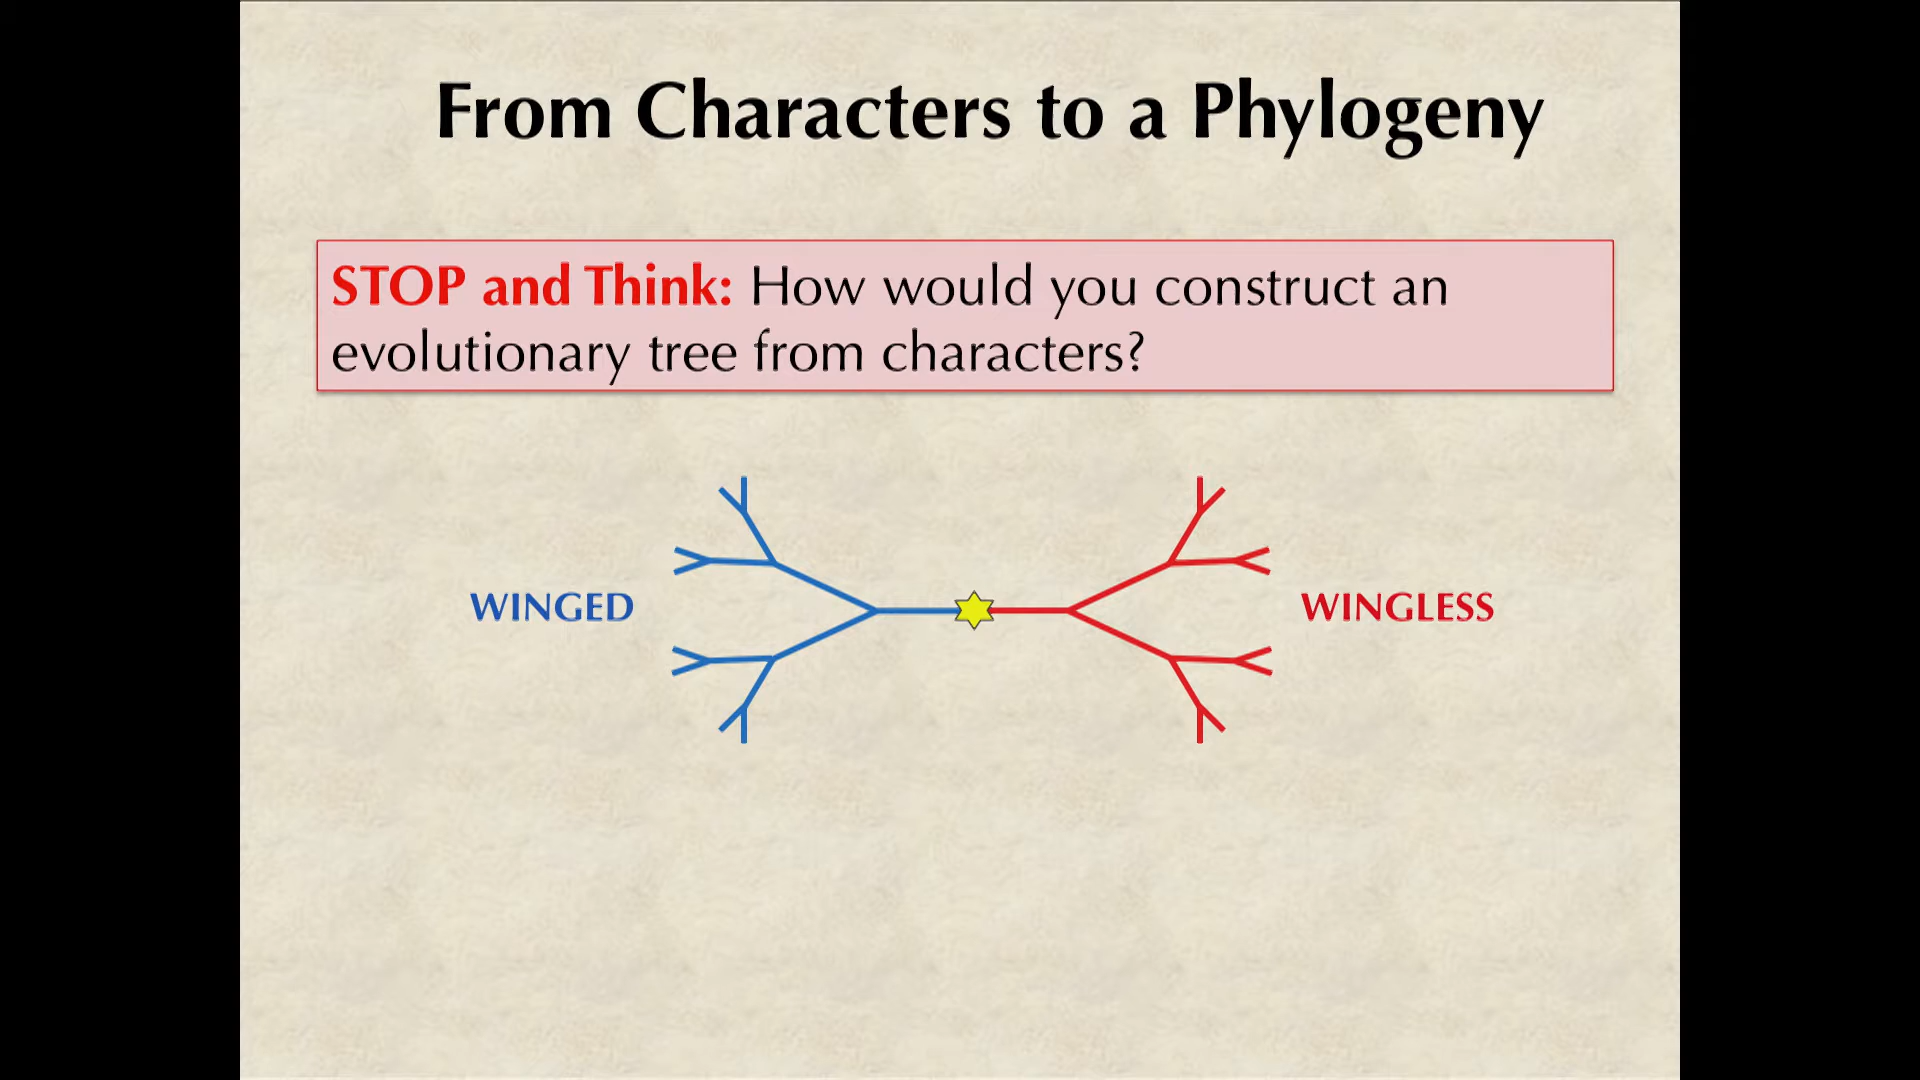 From Characters to a Phylogeny
STOP and Think: How would you construct an
evolutionary tree from characters?
WINGED
WINGLESS